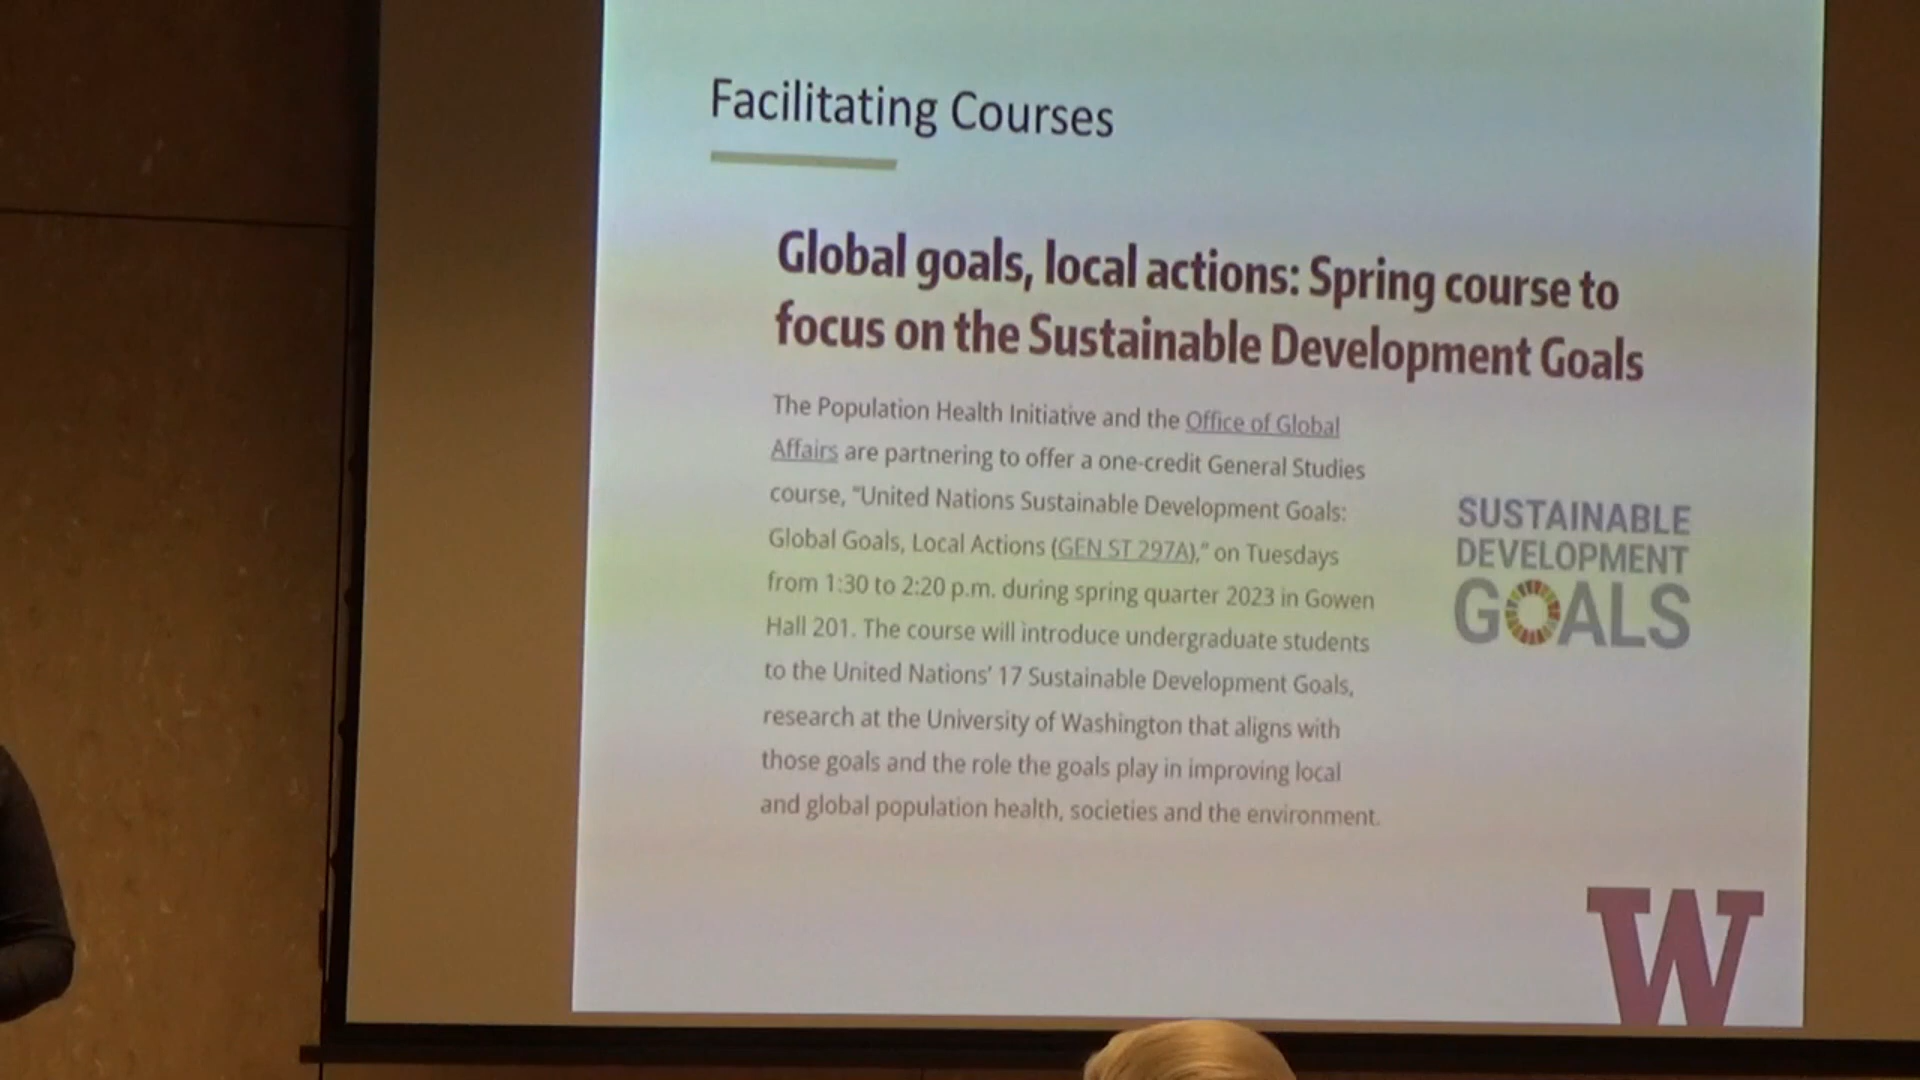 Facilitating Courses
Global goals, local actions: Spring course to
focus on the Sustainable Development Goals
The Population Health Initiative and the Office of Global
Affairs are partnering to offer a one-credit General Studies
course, "United Nations Sustainable Development Goals:
Global Goals, Local Actions (GEN ST 297A)," on Tuesdays
from 1:30 to 2:20 p.m. during spring quarter 2023 in Gowen
Hall 201. The course will introduce undergraduate students
to the United Nations' 17 Sustainable Development Goals,
research at the University of Washington that aligns with
those goals and the role the goals play in improving local
and global population health, societies and the environment.
SUSTAINABLE
DEVELOPMENT
GOALS
W